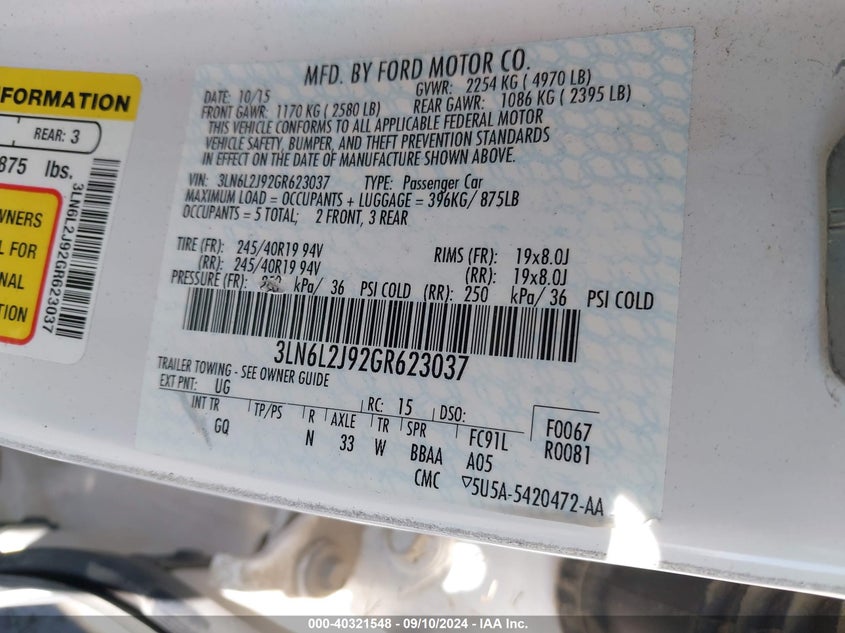 MFD. BY FORD MOTOR CO.
DATE: 10/15 GVWR: 2254 KG ( 4970 LB)
FRONT GAWR: 1170 KG ( 2580 LB) REAR GAWR: 1086 KG ( 2395 LB)
THIS VEHICLE CONFORMS TO ALL APPLICABLE FEDERAL MOTOR
VEHICLE SAFETY, BUMPER, AND THEFT PREVENTION STANDARDS
IN EFFECT ON THE DATE OF MANUFACTURE SHOWN ABOVE.
VIN: 3LN6L2J92GR623037 TYPE: Passenger Car
MAXIMUM LOAD = OCCUPANTS + LUGGAGE = 396KG/ 875LB
OCCUPANTS = 5 TOTAL; 2 FRONT, 3 REAR
TIRE (FR): 245/40R19 94V RIMS (FR): 19x8.0J
(RR): 245/40R19 94V (RR): 19x8.0J
PRESSURE (FR): kPa/ 36 PSI COLD (RR): 250 kPa/ 36 PSI COLD
3LN6L2J92GR623037
TRAILER TOWING - SEE OWNER GUIDE
EXT PNT: UG RC: 15 DSO: F0067
INT TR TP/PS R AXLE TR SPR FC91L R0081
GQ N 33 W BBAA A05
CMC ▽5U5A-5420472-AA
FORMATION
REAR: 3
875 lbs.
WNERS
L FOR
NAL
TION
3LN6L2J92GR623037
000-40321548 - 09/10/2024 - IAA Inc.